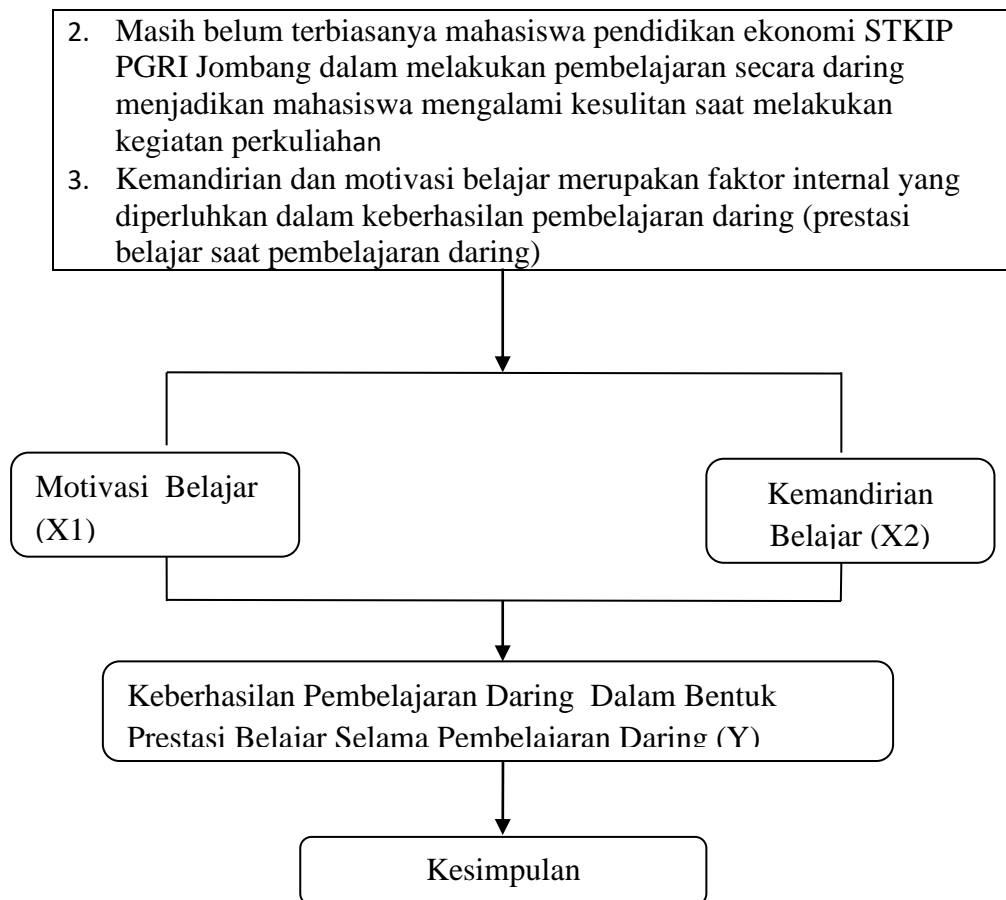 2. Masih belum terbiasanya mahasiswa pendidikan ekonomi STKIP
PGRI Jombang dalam melakukan pembelajaran secara daring
menjadikan mahasiswa mengalami kesulitan saat melakukan
kegiatan perkuliahan
3. Kemandirian dan motivasi belajar merupakan faktor internal yang
diperluhkan dalam keberhasilan pembelajaran daring (prestasi
belajar saat pembelajaran daring)
Motivasi Belajar
(X1)
Kemandirian
Belajar (X2)
Keberhasilan Pembelajaran Daring Dalam Bentuk
Prestasi Belajar Selama Pembelajaran Daring (Y)
Kesimpulan